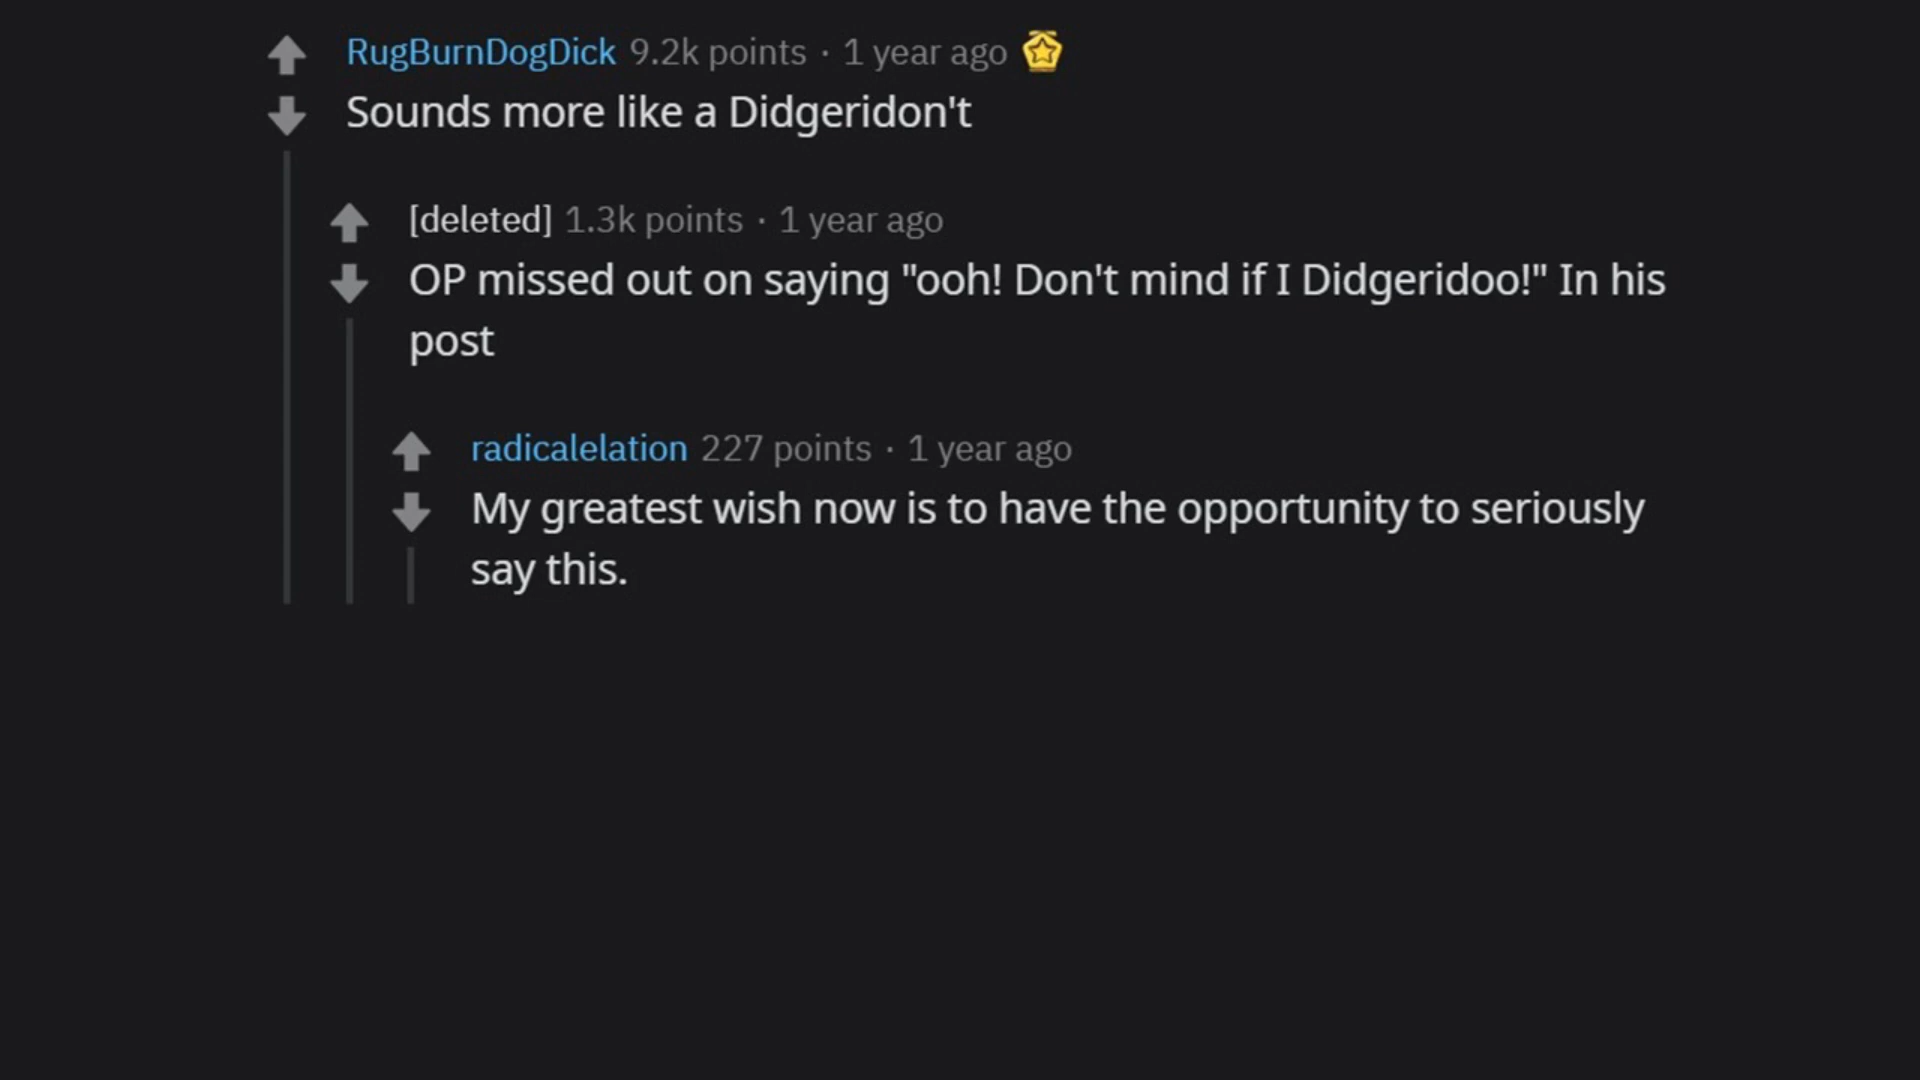 RugBurnDogDick 9.2k points · 1 year ago
Sounds more like a Didgeridon't
[deleted] 1.3k points · 1 year ago
OP missed out on saying "ooh! Don't mind if I Didgeridoo!" In his
post
radicalelation 227 points · 1 year ago
My greatest wish now is to have the opportunity to seriously
say this.